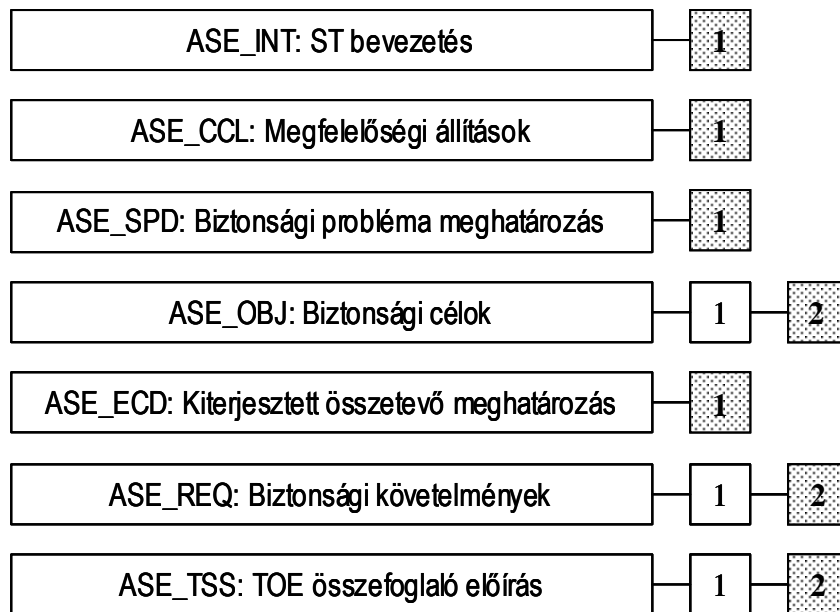 ASE_INT: ST bevezetés 1
ASE_CCL: Megfelelőségi állítások 1
ASE_SPD: Biztonsági probléma meghatározás 1
ASE_OBJ: Biztonsági célok 1 2
ASE_ECD: Kiterjesztett összetevő meghatározás 1
ASE_REQ: Biztonsági követelmények 1 2
ASE_TSS: TOE összefoglaló előírás 1 2